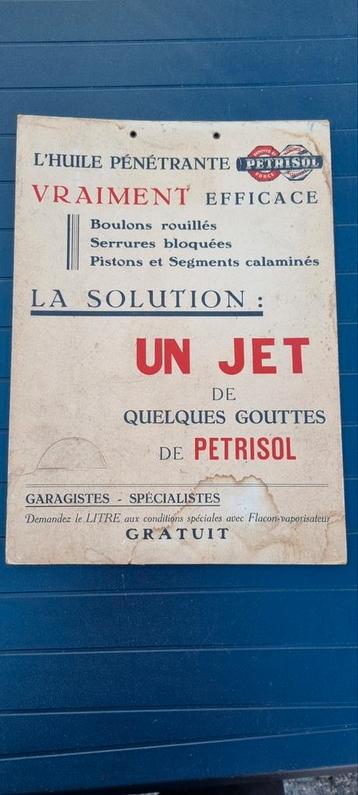 L'HUILE PÉNÉTRANTE PETRISOL
VRAIMENT EFFICACE
Boulons rouillés
Serrures bloquées
Pistons et Segments calaminés
LA SOLUTION :
UN JET
DE
QUELQUES GOUTTES
DE PETRISOL
GARAGISTES - SPÉCIALISTES
Demandez le LITRE aux conditions spéciales avec Flacon-vaporisateur
GRATUIT